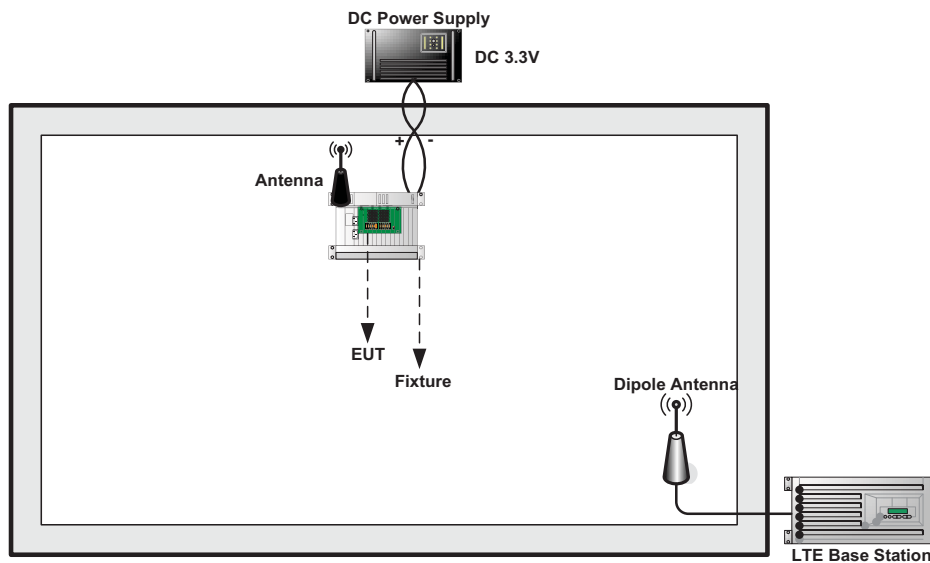 DC Power Supply
DC 3.3V
+ -
Antenna
EUT
Fixture
Dipole Antenna
LTE Base Station